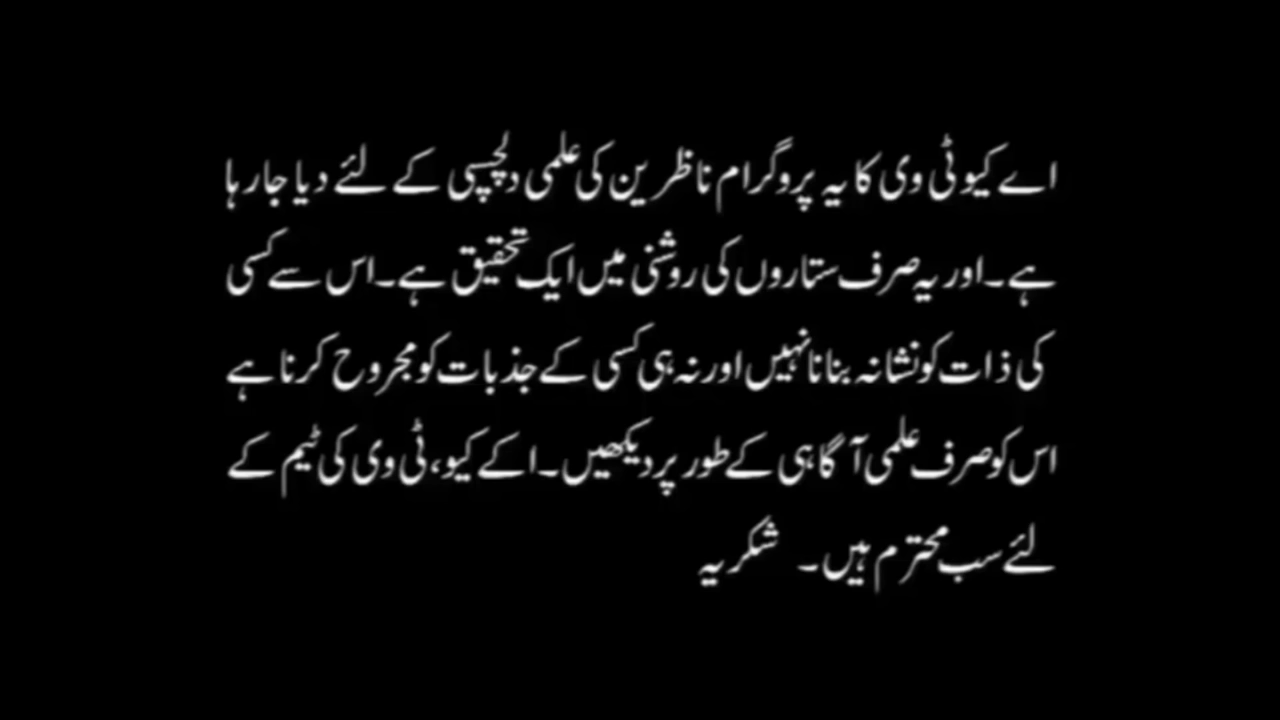 اے کیو ٹی وی کا یہ پروگرام ناظرین کی علمی دلچسپی کے لئے دیا جارہا
ہے۔ اور یہ صرف ستاروں کی روشنی میں ایک تحقیق ہے۔ اس سے کسی
کی ذات کو نشانہ بنانا نہیں اور نہ ہی کسی کے جذبات کو مجروح کرنا ہے
اس کو صرف علمی آگاہی کے طور پر دیکھیں۔ اکے کیو، ٹی وی کی ٹیم کے
لئے سب محترم ہیں۔ شکریہ